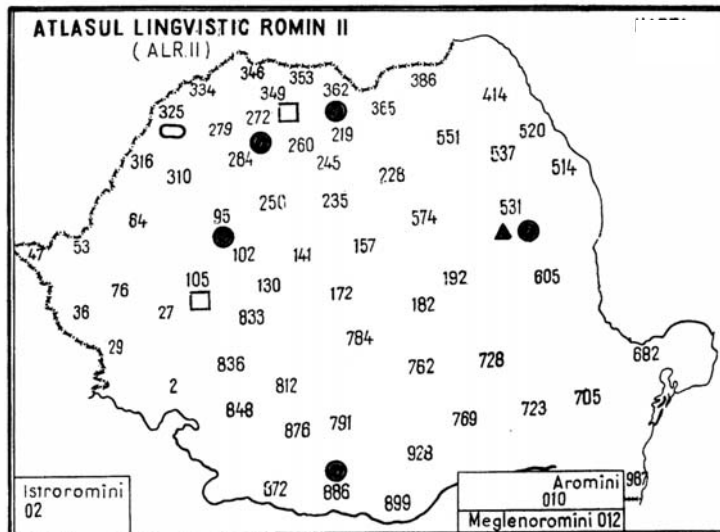 ATLASUL LINGVISTIC ROMIN II
(ALR.II)
346 353
334 349 362 386
325 272 365 414
279 219 520
284 260 551 537
316 245 514
310 228
250 235 531
95 574
64
47 53 102 141 157
105 130 192 605
76 172
36 27 833 182
29 784
836 762 728 682
2 812
848 791 769 723 705
876
928
Istroromini
02
872 886 899
Aromini
010
987
Meglenoromini 012